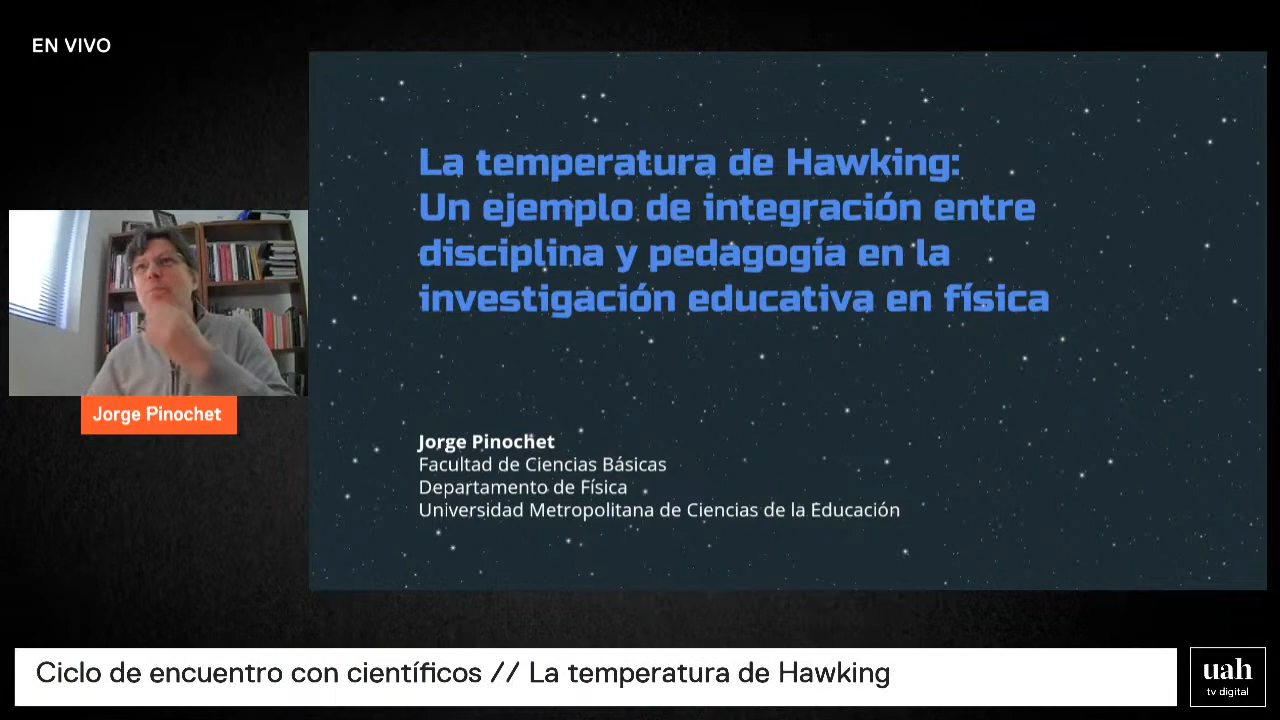 EN VIVO
La temperatura de Hawking:
Un ejemplo de integración entre
disciplina y pedagogía en la
investigación educativa en física
Jorge Pinochet
Jorge Pinochet
Facultad de Ciencias Básicas
Departamento de Física
Universidad Metropolitana de Ciencias de la Educación
Ciclo de encuentro con científicos // La temperatura de Hawking
uah
tv digital